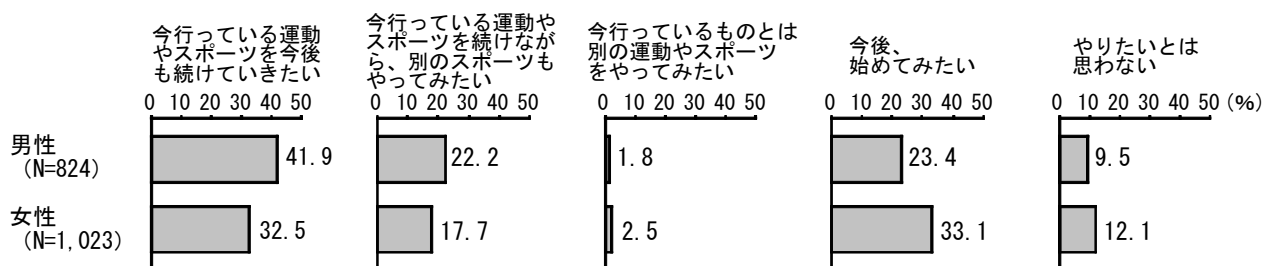 今行っている運動
やスポーツを今後
も続けていきたい
今行っている運動や
スポーツを続けなが
ら、別のスポーツも
やってみたい
今行っているものとは
別の運動やスポーツ
をやってみたい
今後、
始めてみたい
やりたいとは
思わない
0 10 20 30 40 50
0 10 20 30 40 50
0 10 20 30 40 50
0 10 20 30 40 50
0 10 20 30 40 50 (%)
男性
(N=824)
41.9
22.2
1.8
23.4
9.5
女性
(N=1,023)
32.5
17.7
2.5
33.1
12.1